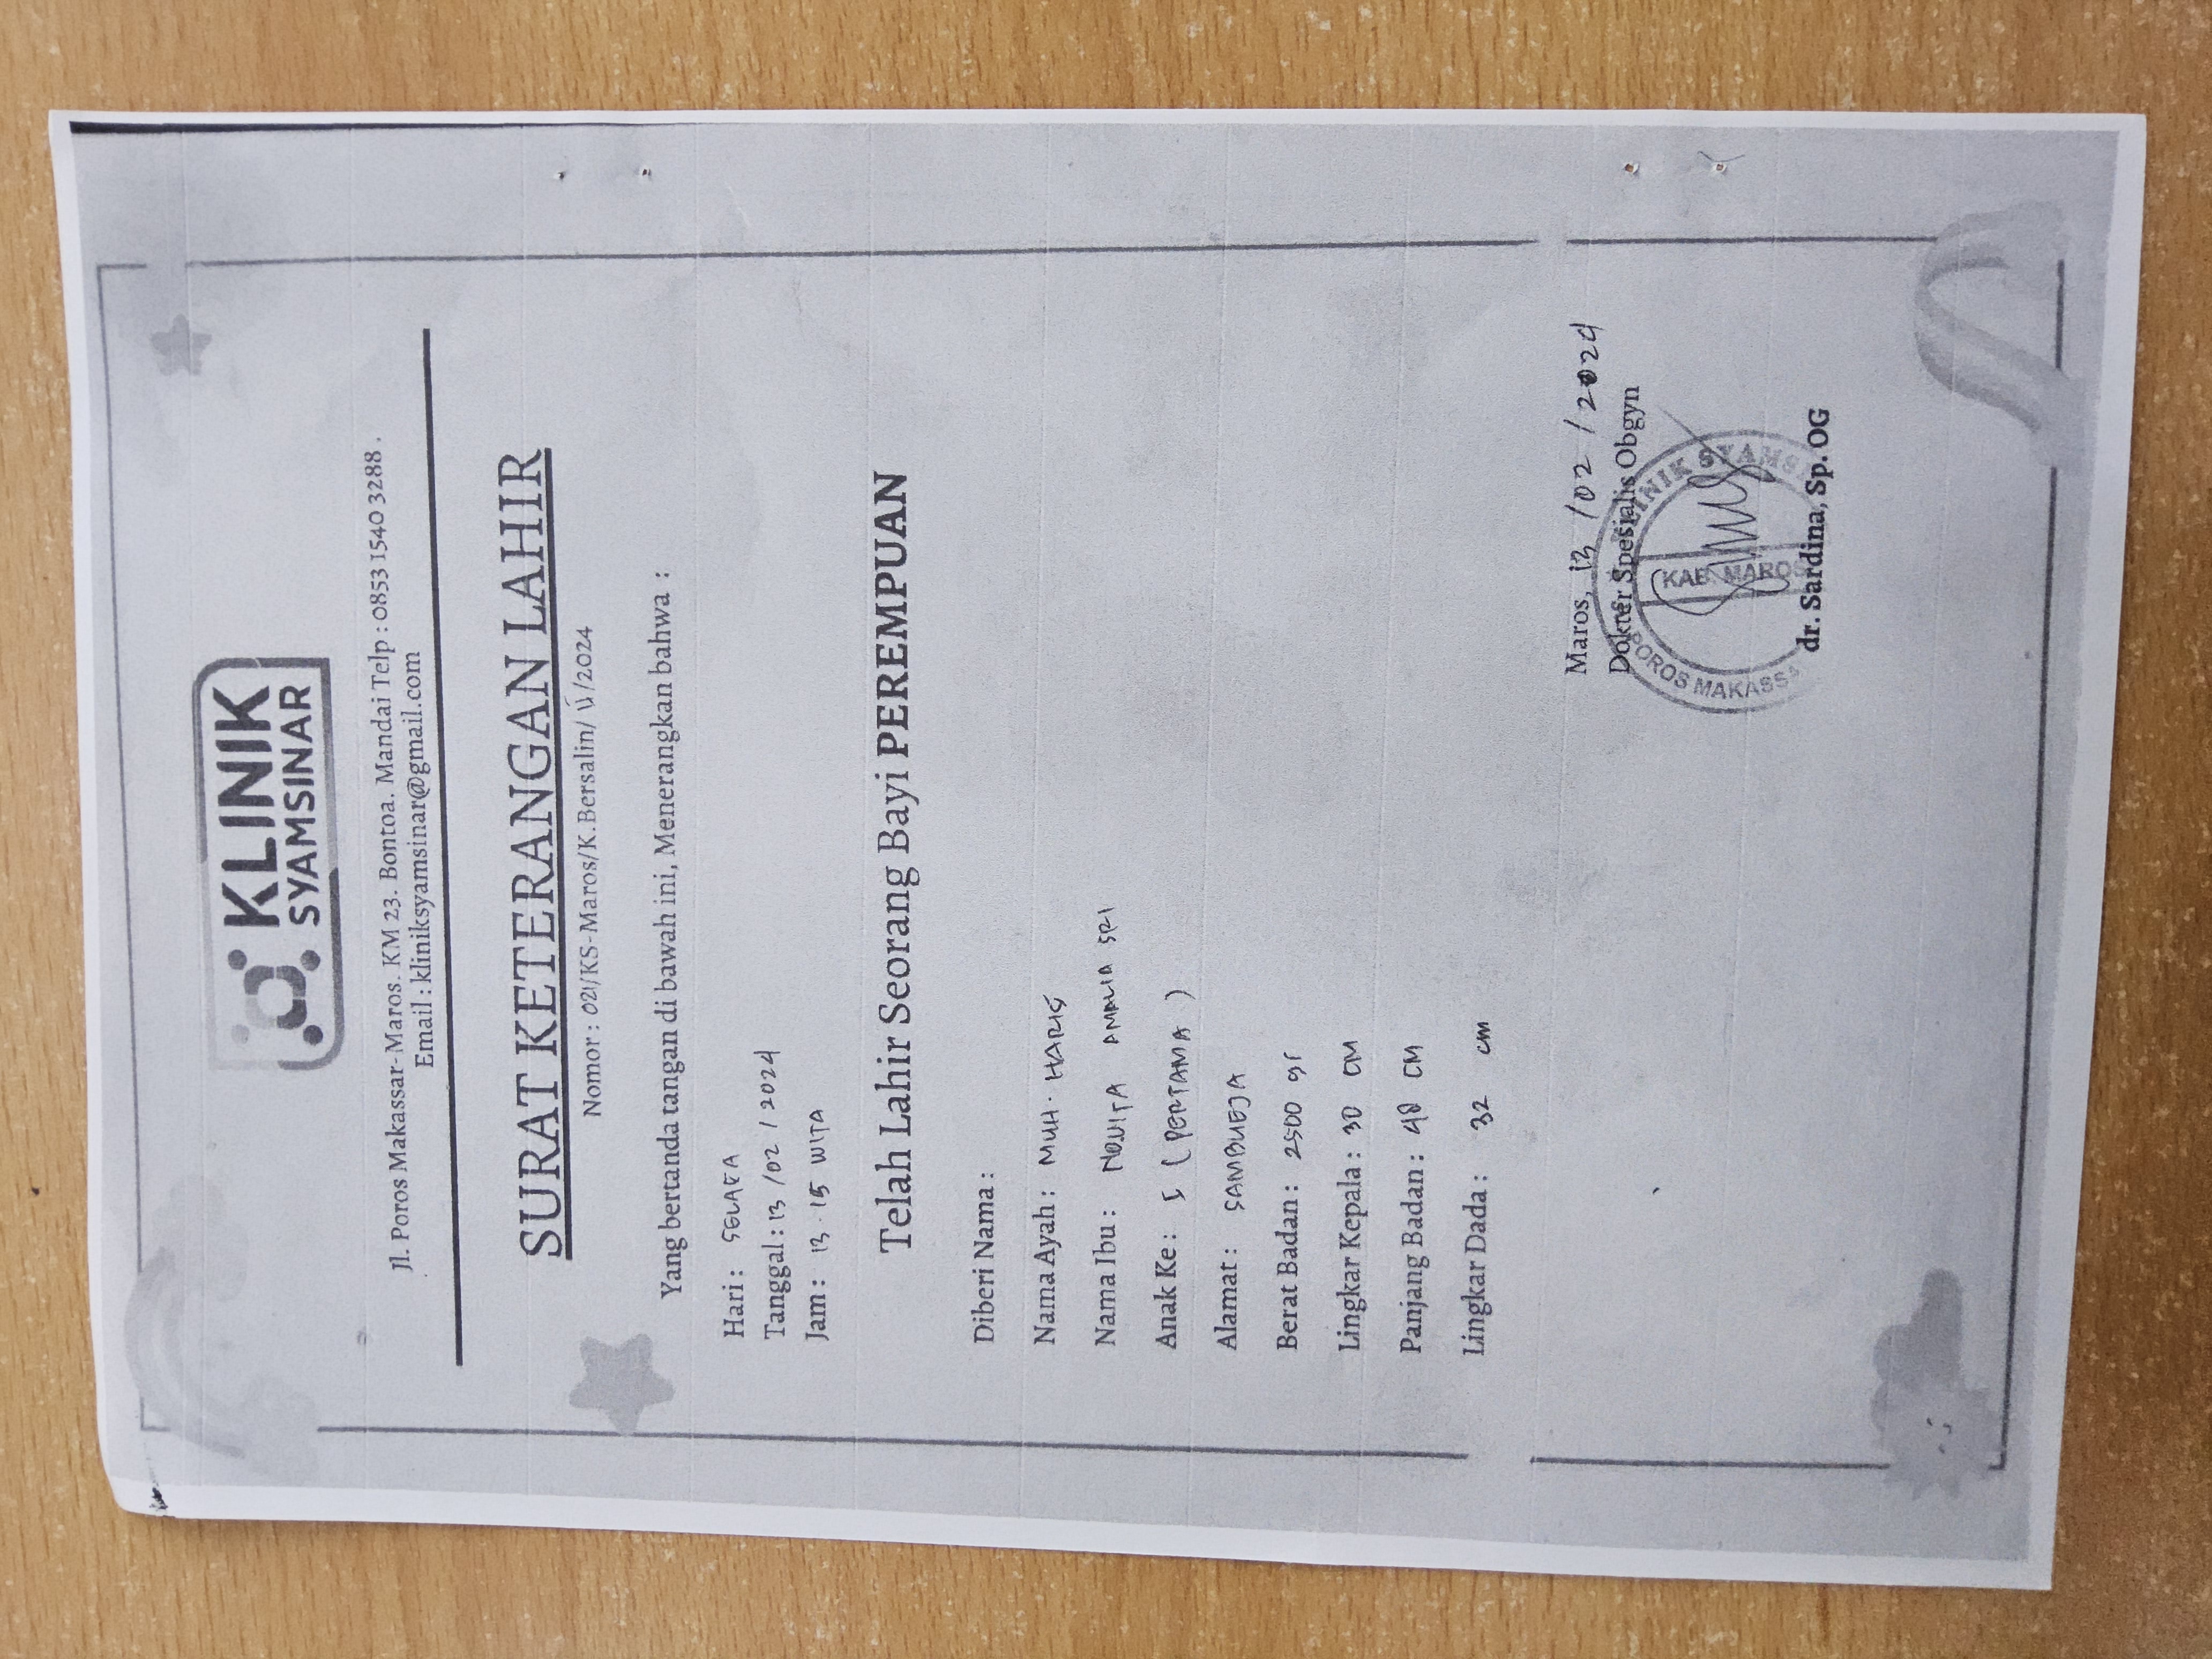 KLINIK
SYAMSINAR
Jl. Poros Makassar-Maros. KM 23. Bontoa. Mandai Telp : 0853 1540 3288 .
Email : kliniksyamsinar@gmail.com
SURAT KETERANGAN LAHIR
Nomor : 021/KS-Maros/K.Bersalin/ II /2024
Yang bertanda tangan di bawah ini, Menerangkan bahwa :
Hari : SELASA
Tanggal : 13 /02 / 2024
Jam : 13 . 15 WITA
Telah Lahir Seorang Bayi PEREMPUAN
Diberi Nama :
Nama Ayah : MUH . HARIS
Nama Ibu : NOVITA AMALIA SRI
Anak Ke : I ( PERTAMA )
Alamat : SAMBUEJA
Berat Badan : 2500 gr
Lingkar Kepala : 30 CM
Panjang Badan : 48 CM
Lingkar Dada : 32 cm
Maros, 13 /02 / 2024
Dokter Spesialis Obgyn
KLINIK
POROS
KAB. MAROS
dr. Sardina, Sp. OG